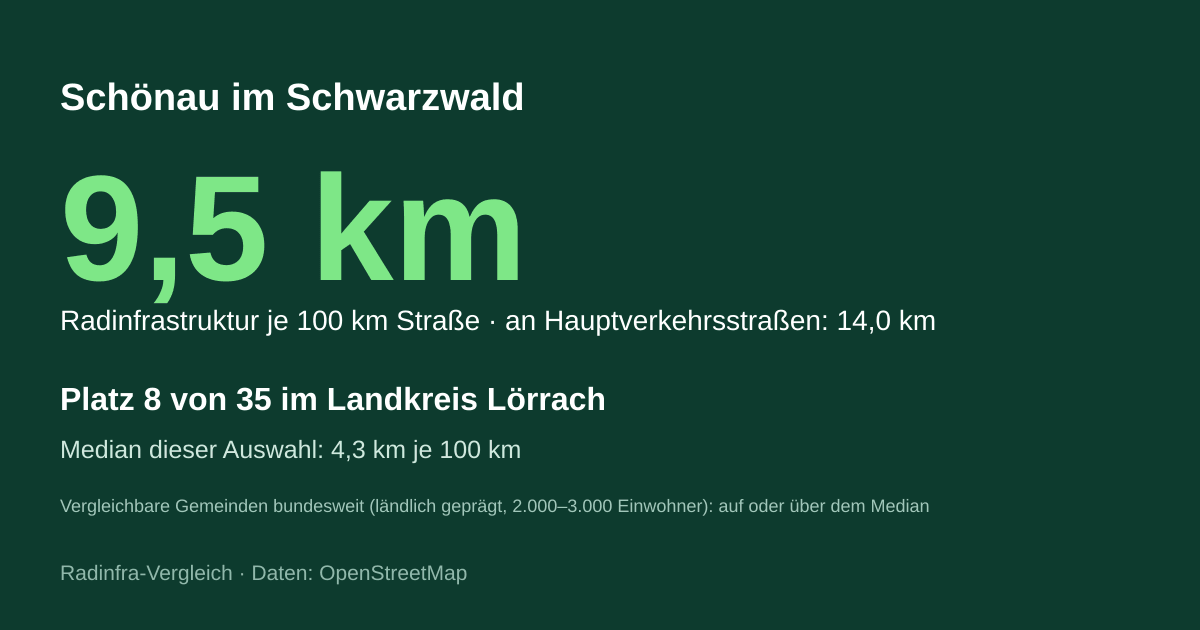 Schönau im Schwarzwald
9,5 km
Radinfrastruktur je 100 km Straße · an Hauptverkehrsstraßen: 14,0 km
Platz 8 von 35 im Landkreis Lörrach
Median dieser Auswahl: 4,3 km je 100 km
Vergleichbare Gemeinden bundesweit (ländlich geprägt, 2.000–3.000 Einwohner): auf oder über dem Median
Radinfra-Vergleich · Daten: OpenStreetMap